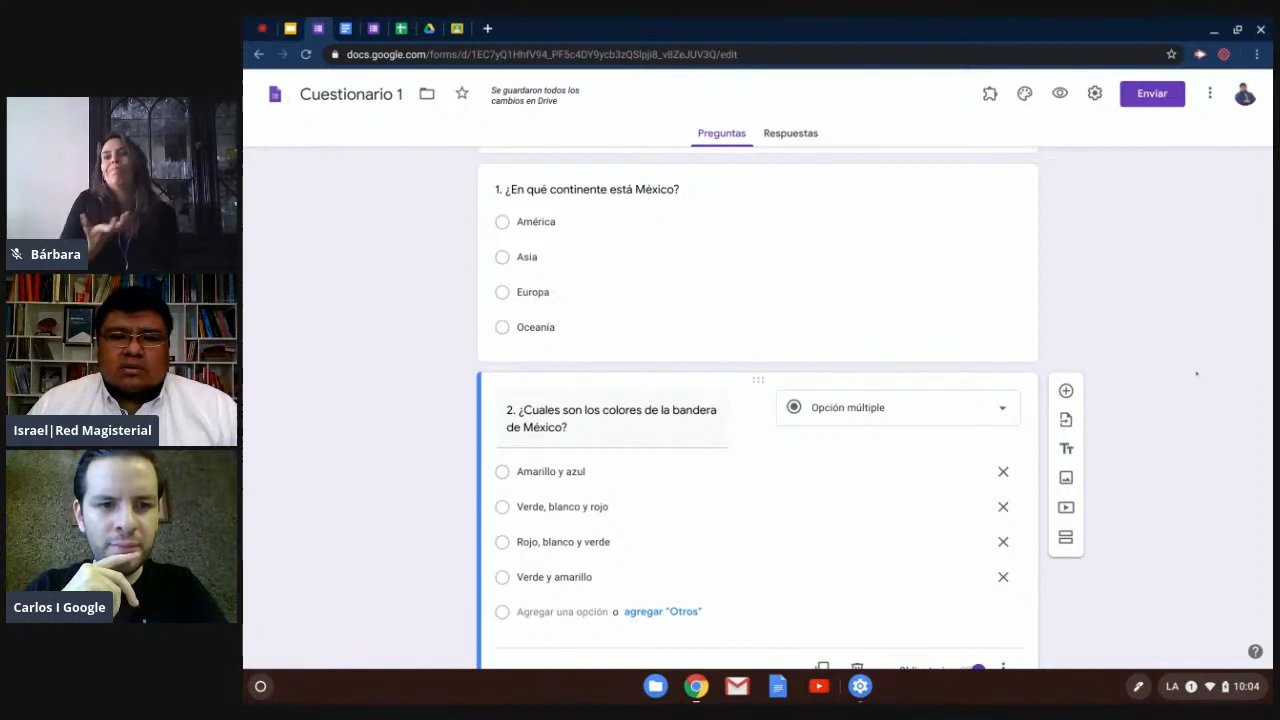 docs.google.com/forms/d/1EC7yQ1HhfV94_PF5c4DY9ycb3zQSlpji8_v8ZeJUV3Q/edit
Cuestionario 1
Se guardaron todos los
cambios en Drive
Enviar
Preguntas
Respuestas
1. ¿En qué continente está México?
América
Asia
Europa
Oceanía
2. ¿Cuales son los colores de la bandera
de México?
Opción múltiple
Amarillo y azul
Verde, blanco y rojo
Rojo, blanco y verde
Verde y amarillo
Agregar una opción o agregar "Otros"
Bárbara
Israel|Red Magisterial
Carlos I Google
LA 1 10:04